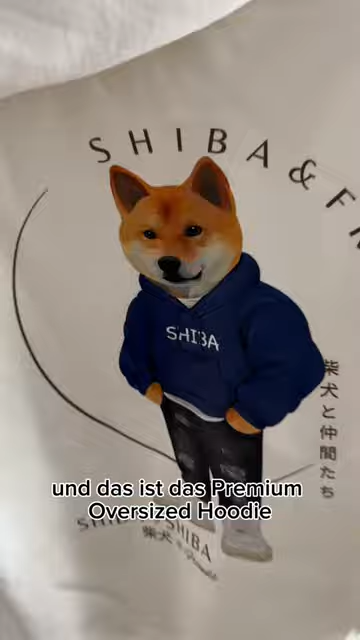 SHIBA & F
SHIBA
柴犬と仲間たち
und das ist das Premium
Oversized Hoodie
SHIBA
柴犬